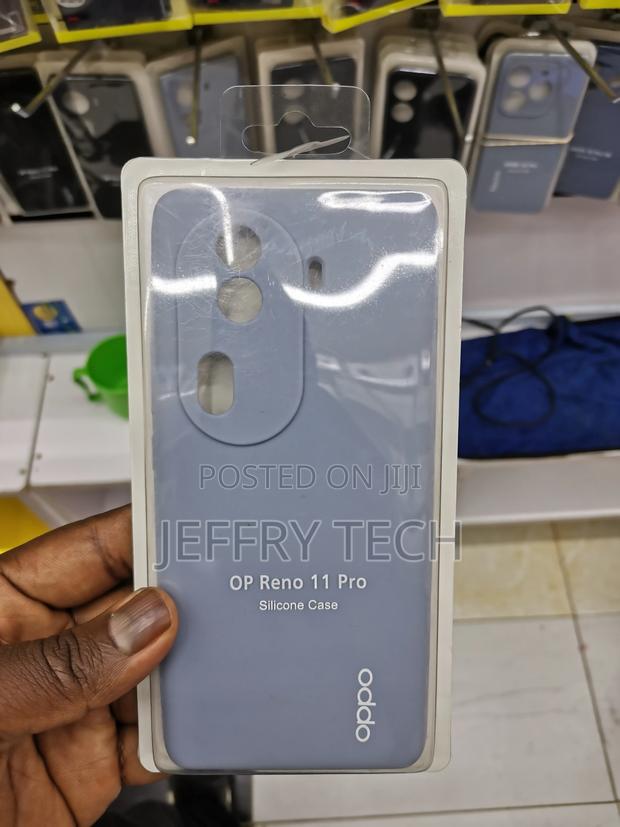 POSTED ON JIJI
JEFFRY TECH
OP Reno 11 Pro
Silicone Case
oppo